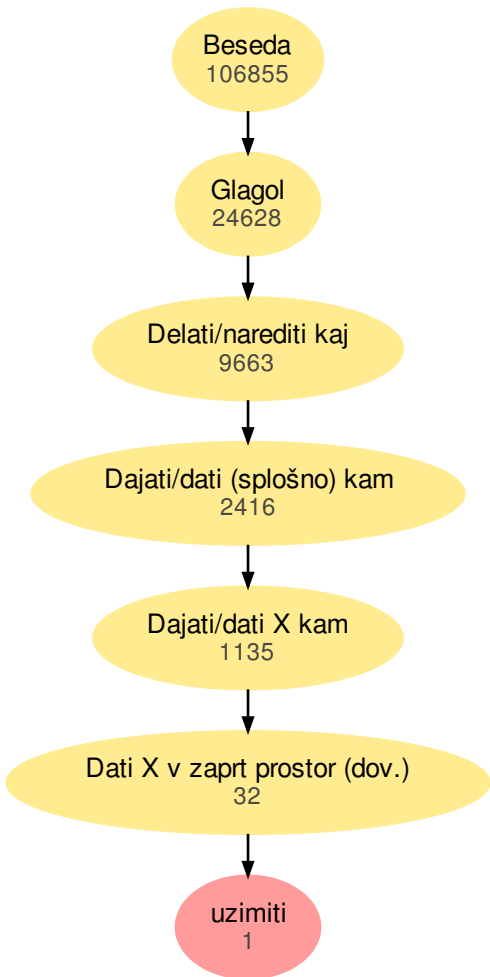 Beseda
106855
Glagol
24628
Delati/narediti kaj
9663
Dajati/dati (splošno) kam
2416
Dajati/dati X kam
1135
Dati X v zaprt prostor (dov.)
32
uzimiti
1